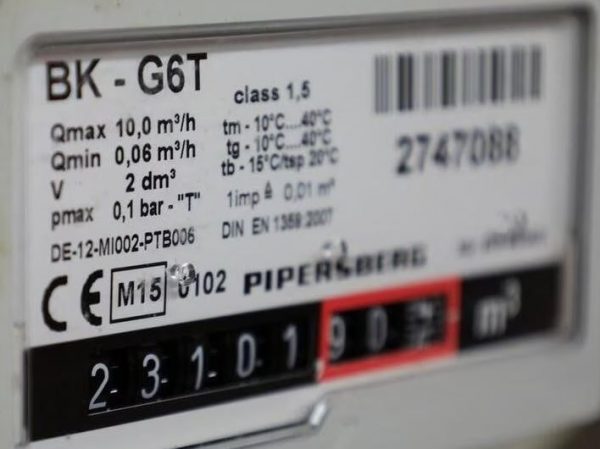 BK - G6T
class 1,5
Qmax 10,0 m³/h
Qmin 0,06 m³/h
V 2 dm³
pmax 0,1 bar - "T"
DE-12-MI002-PTB006
tm - 10°C....40°C
tg - 10°C....40°C
tb - 15°C/tsp 20°C
1imp ≙ 0,01 m³
DIN EN 1359:2007
2747088
CE M15 0102 PIPERSBERG
2-3-1-0-1 90 m³